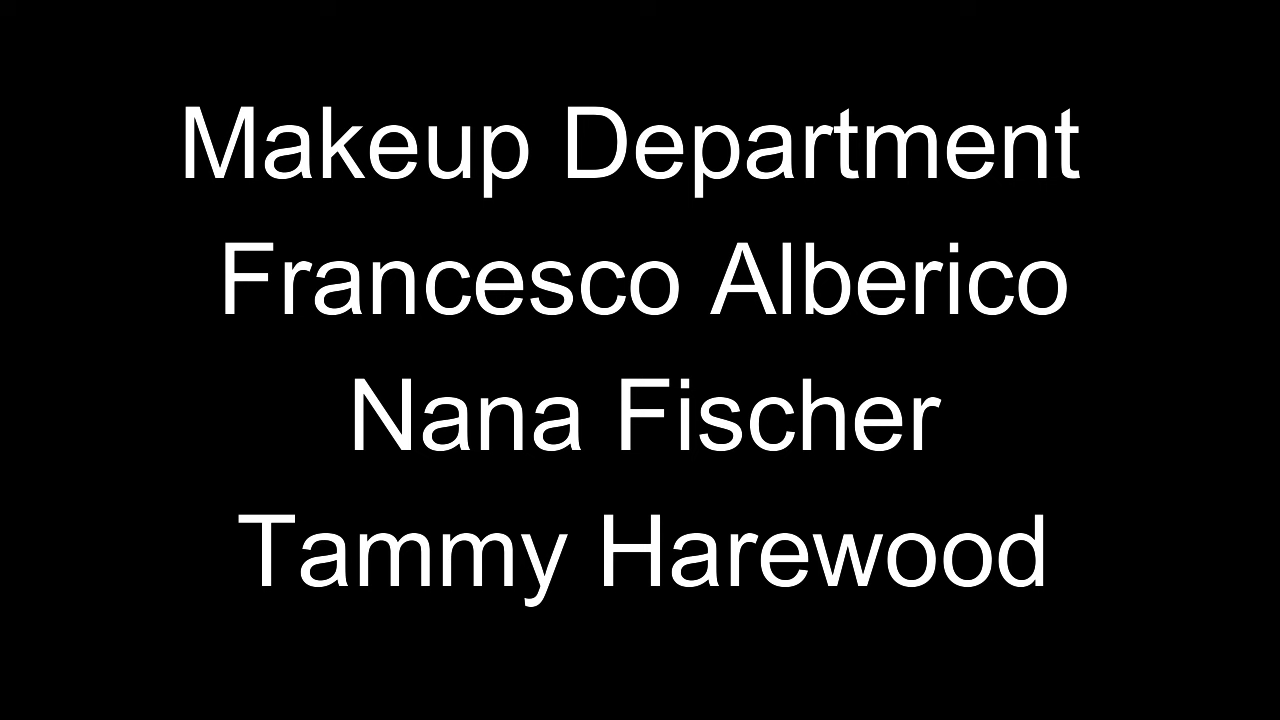 Makeup Department
Francesco Alberico
Nana Fischer
Tammy Harewood